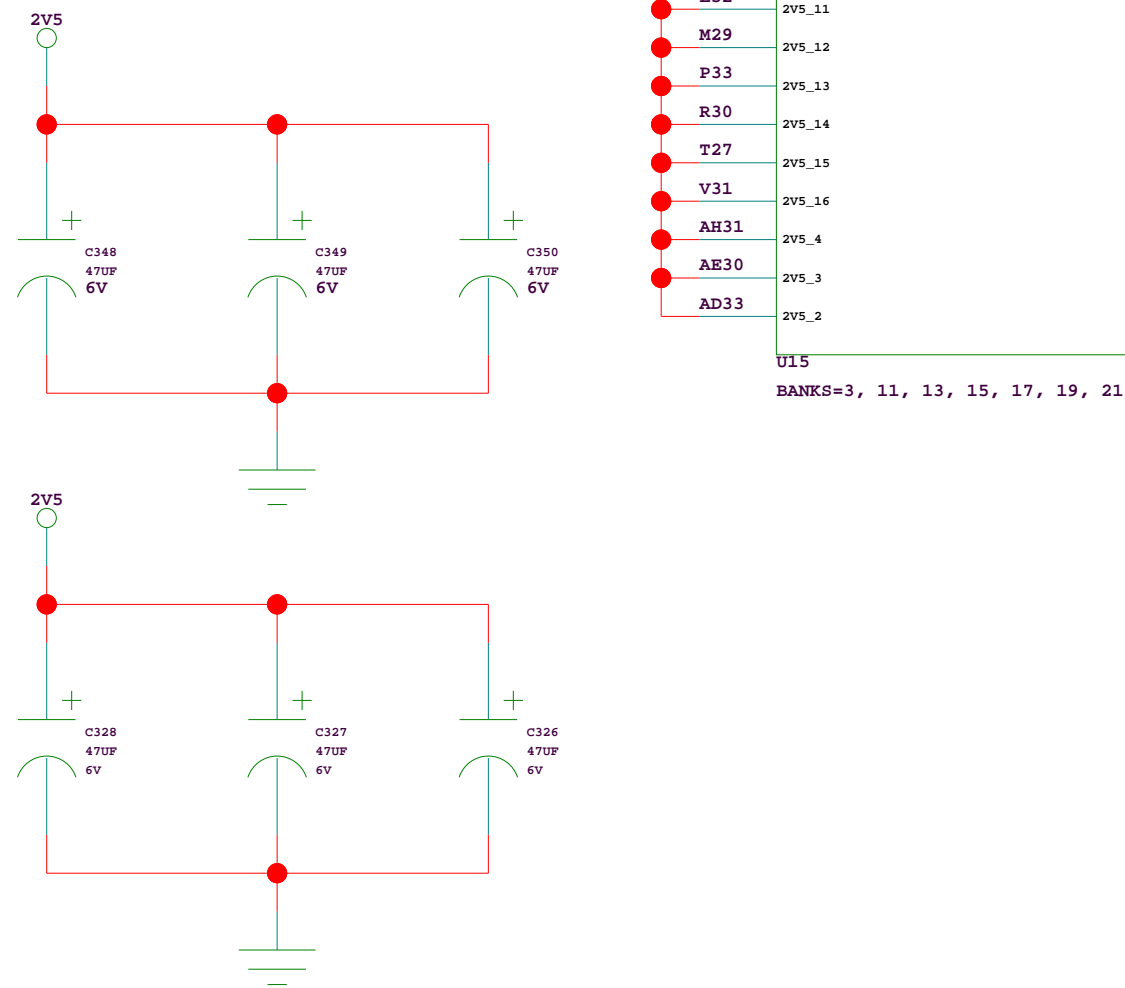 2V5
C348
47UF
6V
C349
47UF
6V
C350
47UF
6V
2V5
C328
47UF
6V
C327
47UF
6V
C326
47UF
6V
2V5_11
M29 2V5_12
P33 2V5_13
R30 2V5_14
T27 2V5_15
V31 2V5_16
AH31 2V5_4
AE30 2V5_3
AD33 2V5_2
U15
BANKS=3, 11, 13, 15, 17, 19, 21